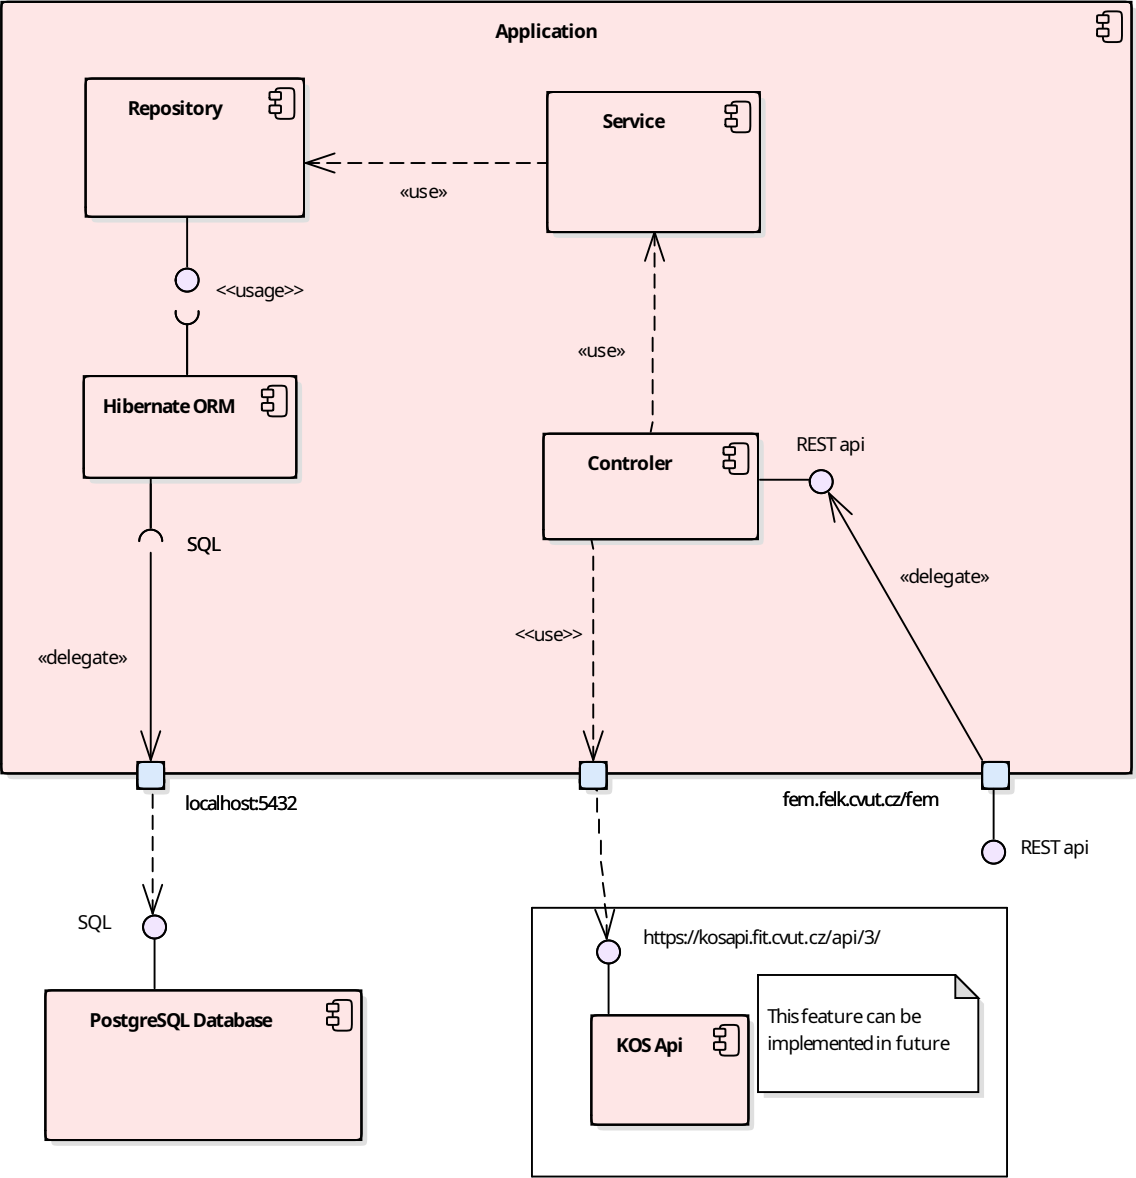 Application
Repository
Service
«use»
<<usage>>
«use»
Hibernate ORM
REST api
Controler
SQL
«delegate»
<<use>>
«delegate»
localhost:5432
fem.felk.cvut.cz/fem
REST api
SQL
https://kosapi.fit.cvut.cz/api/3/
PostgreSQL Database
This feature can be
implemented in future
KOS Api